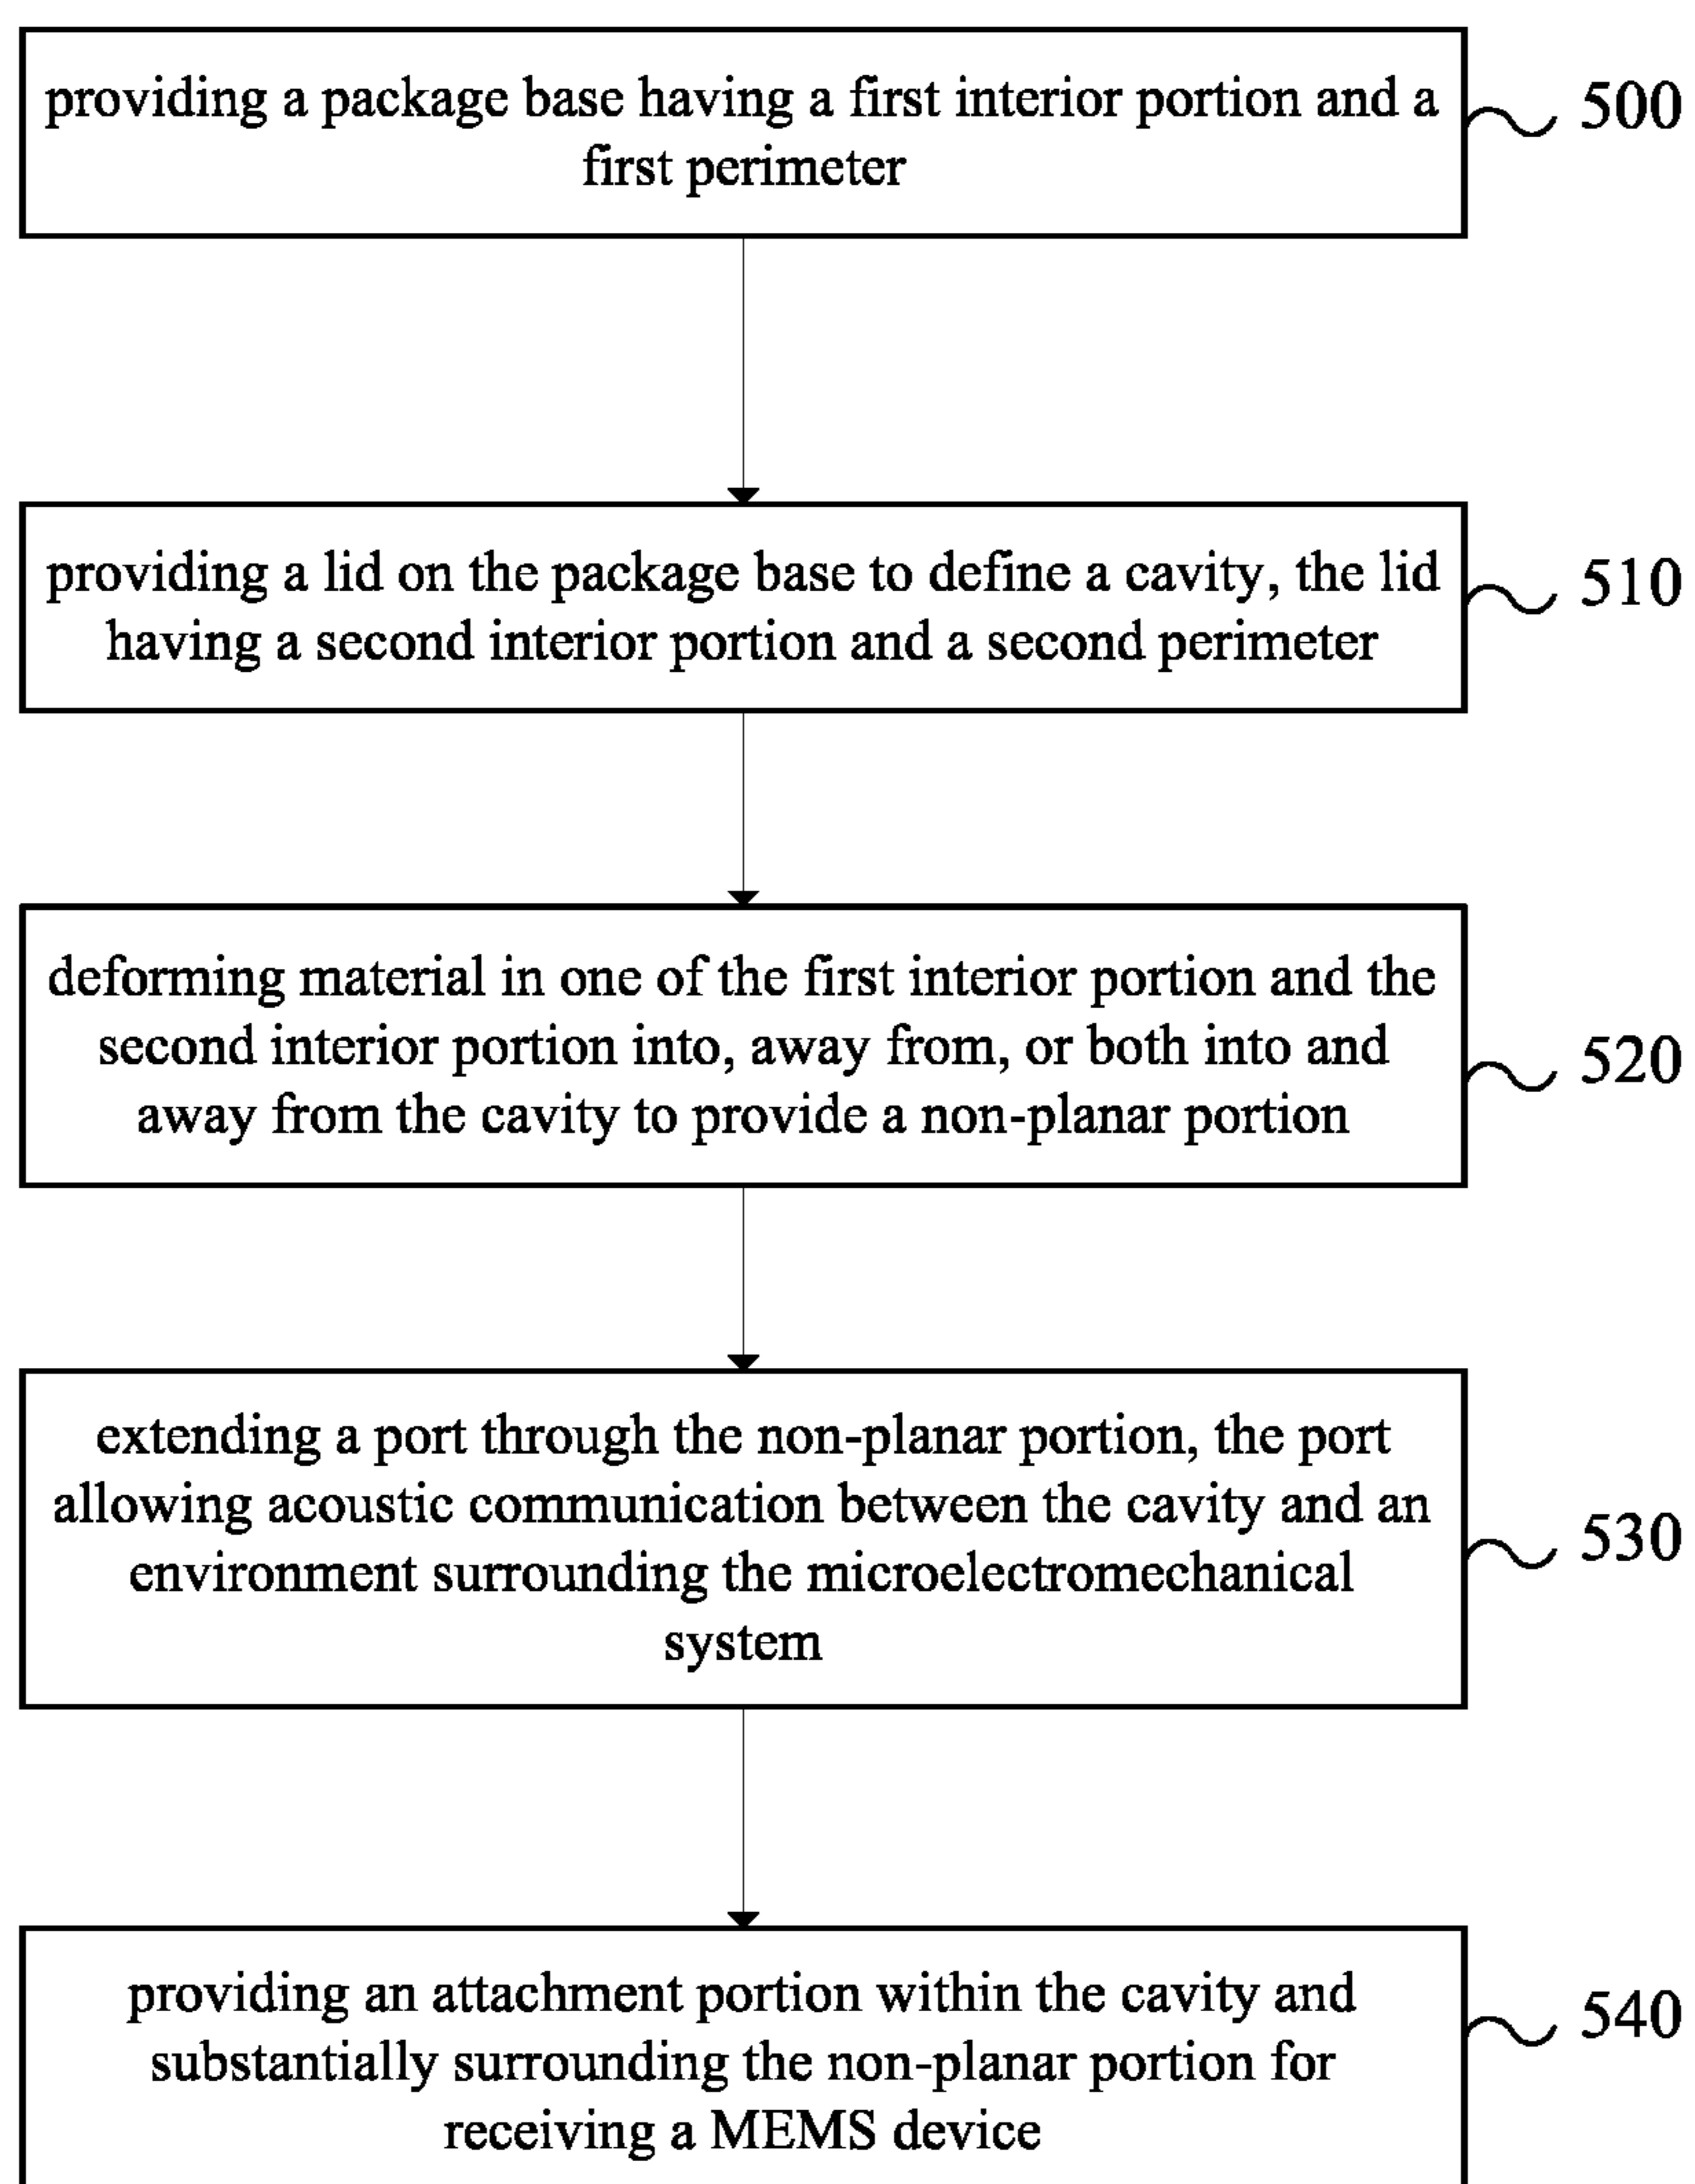 providing a package base having a first interior portion and a
first perimeter
500
providing a lid on the package base to define a cavity, the lid
having a second interior portion and a second perimeter
510
deforming material in one of the first interior portion and the
second interior portion into, away from, or both into and
away from the cavity to provide a non-planar portion
520
extending a port through the non-planar portion, the port
allowing acoustic communication between the cavity and an
environment surrounding the microelectromechanical
system
530
providing an attachment portion within the cavity and
substantially surrounding the non-planar portion for
receiving a MEMS device
540